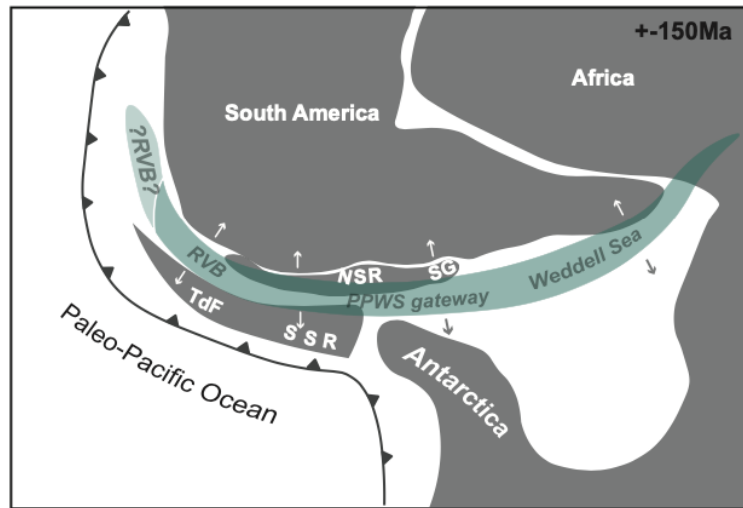 +-150Ma
Africa
South America
?RVB?
RVB
NSR
SG
Weddell Sea
PPWS gateway
TdF
S S R
Paleo-Pacific Ocean
Antarctica